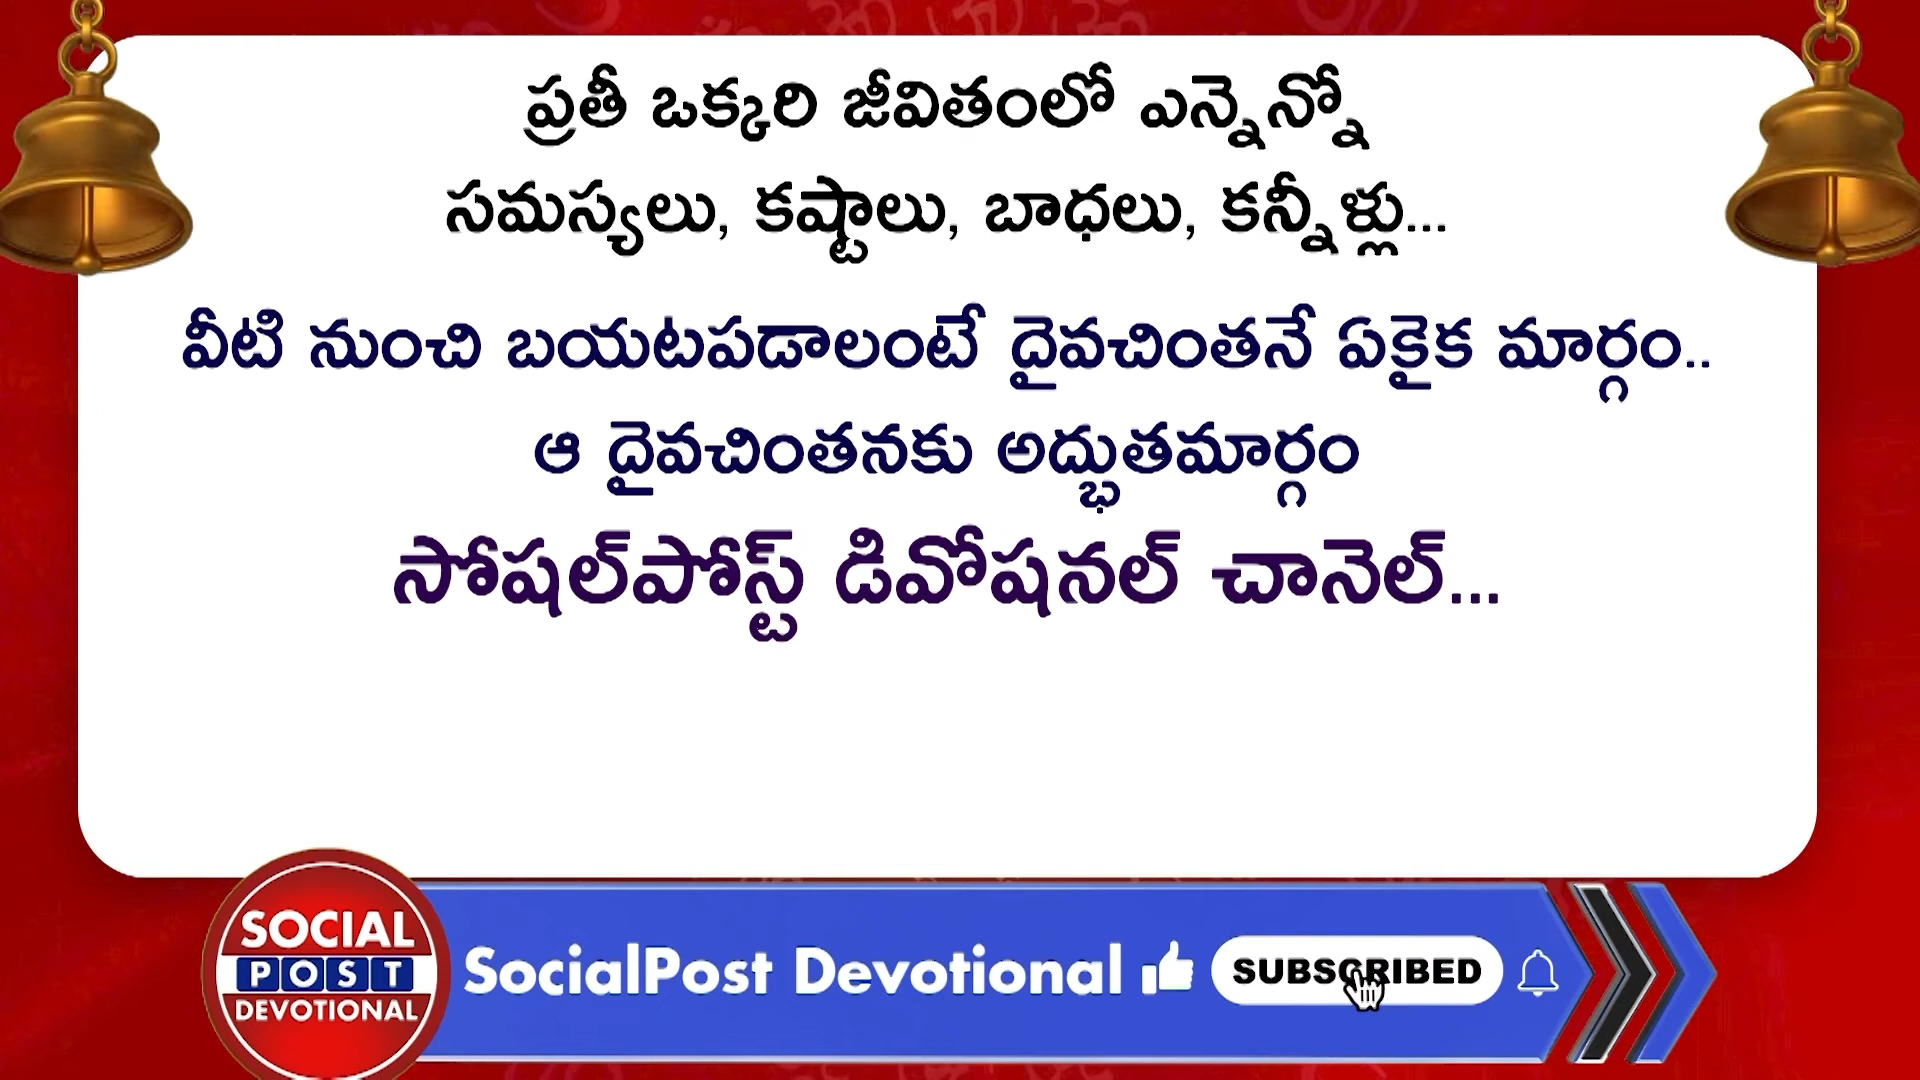 ప్రతీ ఒక్కరి జీవితంలో ఎన్నెన్నో
సమస్యలు, కష్టాలు, బాధలు, కన్నీళ్లు...
వీటి నుంచి బయటపడాలంటే దైవచింతనే ఏకైక మార్గం..
ఆ దైవచింతనకు అద్భుతమార్గం
సోషల్‌పోస్ట్ డివోషనల్ చానెల్...
SOCIAL
POST
DEVOTIONAL
SocialPost Devotional
SUBSCRIBED